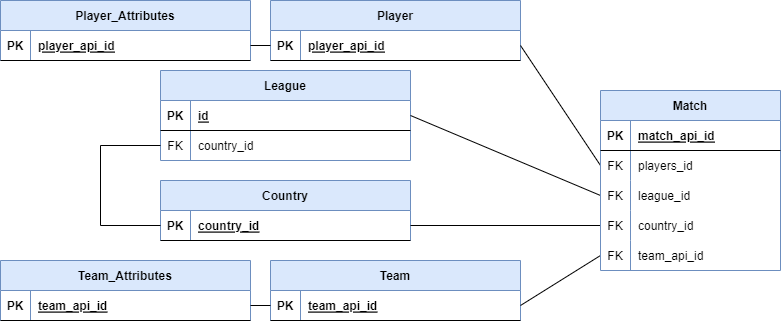 Player_Attributes
PK player_api_id
Player
PK player_api_id
League
PK id
FK country_id
Country
PK country_id
Team_Attributes
PK team_api_id
Team
PK team_api_id
Match
PK match_api_id
FK players_id
FK league_id
FK country_id
FK team_api_id